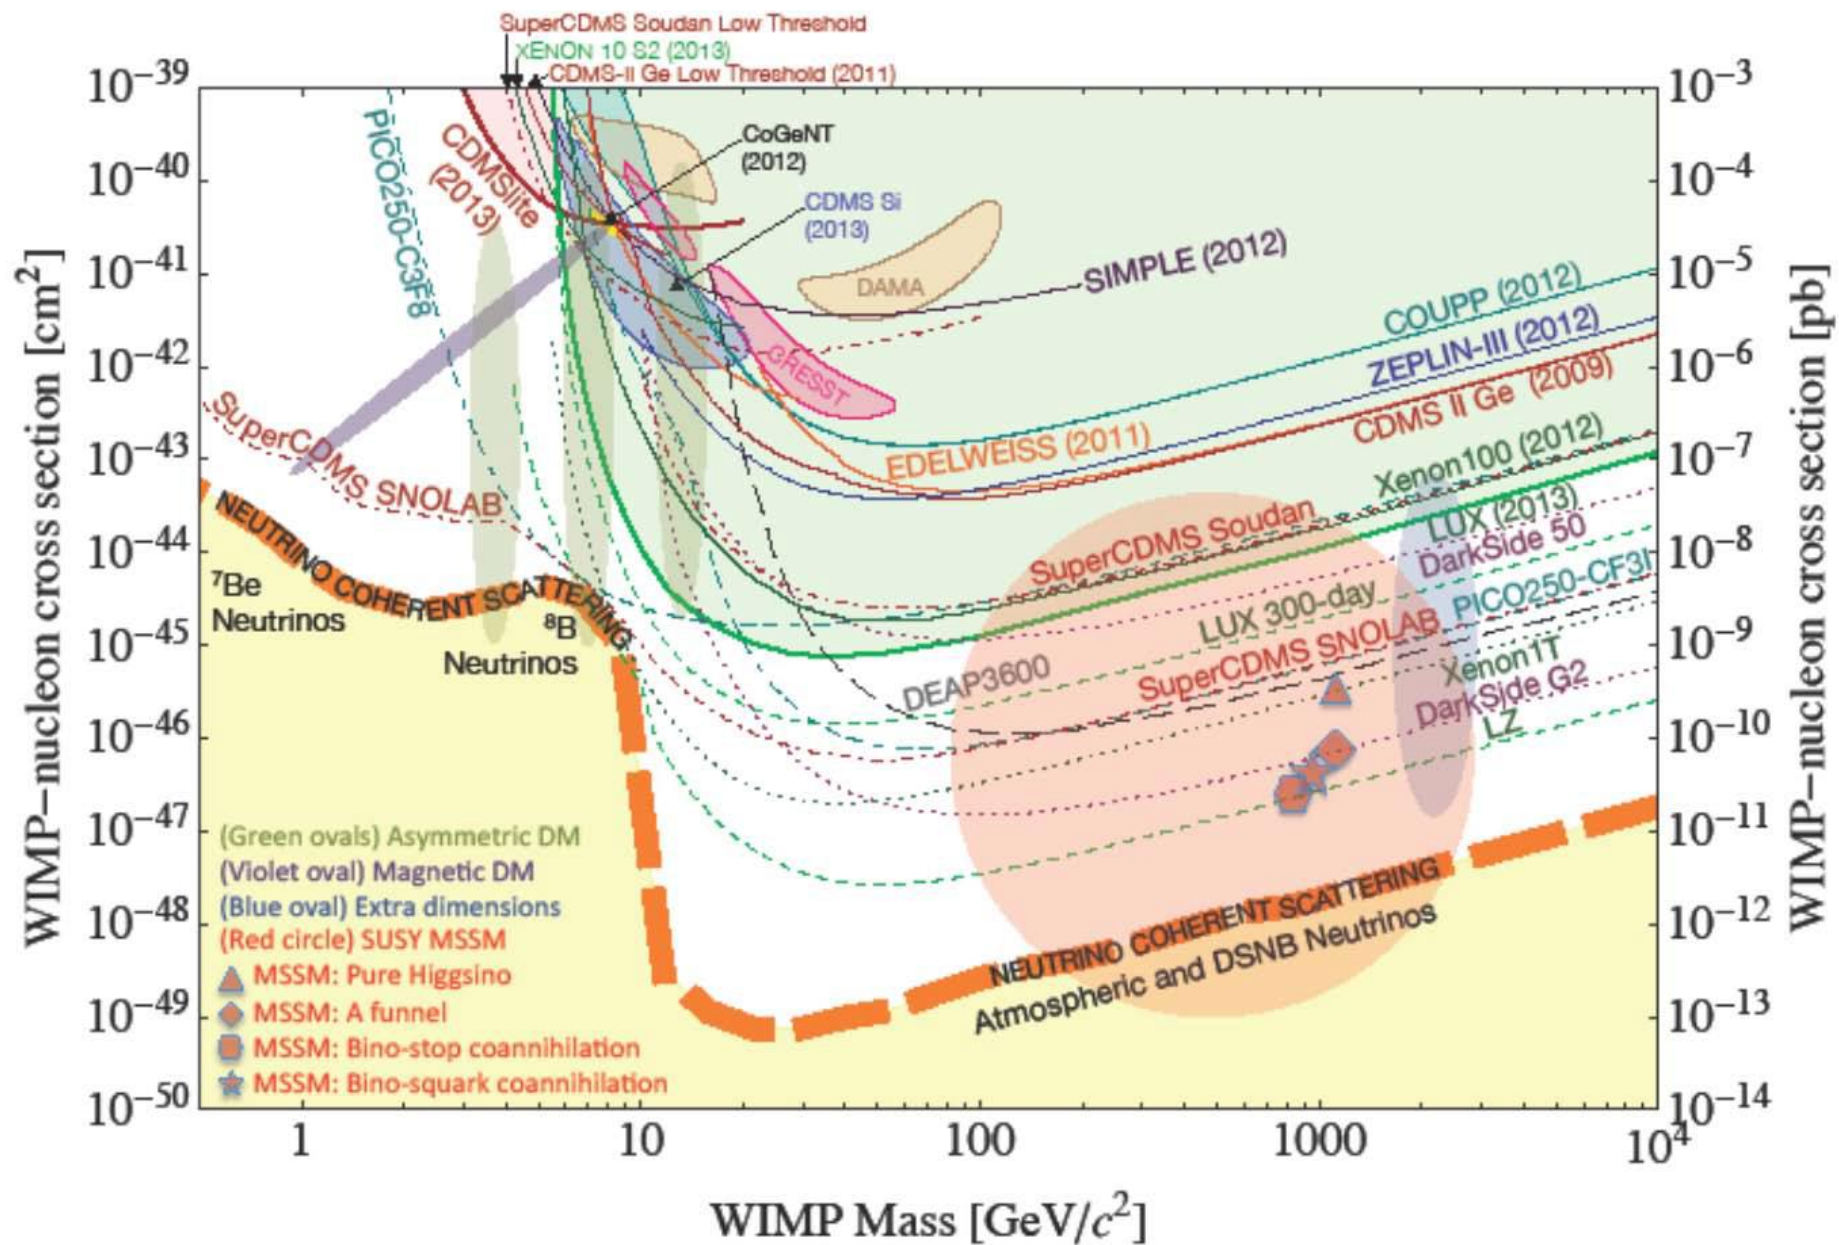 SuperCDMS Soudan Low Threshold
XENON 10 S2 (2013)
CDMS-II Ge Low Threshold (2011)
10−39
10−40
10−41
10−42
10−43
10−44
10−45
10−46
10−47
10−48
10−49
10−50
WIMP−nucleon cross section [cm2]
10−3
10−4
10−5
10−6
10−7
10−8
10−9
10−10
10−11
10−12
10−13
10−14
WIMP−nucleon cross section [pb]
PICO250-C3F8
CDMSlite
(2013)
CoGeNT
(2012)
CDMS Si
(2013)
DAMA
SIMPLE (2012)
COUPP (2012)
ZEPLIN-III (2012)
CDMS II Ge (2009)
CRESST
EDELWEISS (2011)
Xenon100 (2012)
SuperCDMS SNOLAB
SuperCDMS Soudan
LUX (2013)
DarkSide 50
PICO250-CF3I
LUX 300-day
SuperCDMS SNOLAB
DEAP3600
Xenon1T
DarkSide G2
LZ
NEUTRINO COHERENT SCATTERING
7Be
Neutrinos
8B
Neutrinos
NEUTRINO COHERENT SCATTERING
Atmospheric and DSNB Neutrinos
(Green ovals) Asymmetric DM
(Violet oval) Magnetic DM
(Blue oval) Extra dimensions
(Red circle) SUSY MSSM
MSSM: Pure Higgsino
MSSM: A funnel
MSSM: Bino-stop coannihilation
MSSM: Bino-squark coannihilation
1
10
100
1000
104
WIMP Mass [GeV/c2]